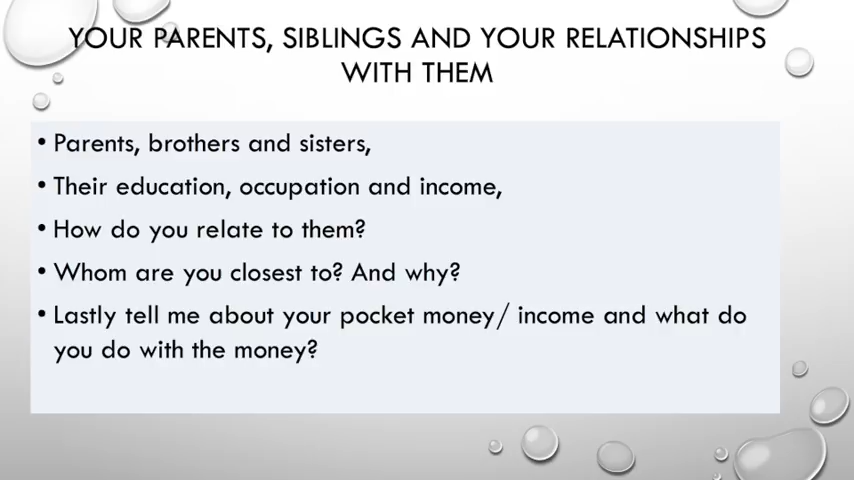 YOUR PARENTS, SIBLINGS AND YOUR RELATIONSHIPS
WITH THEM
• Parents, brothers and sisters,
• Their education, occupation and income,
• How do you relate to them?
• Whom are you closest to? And why?
• Lastly tell me about your pocket money/ income and what do
you do with the money?